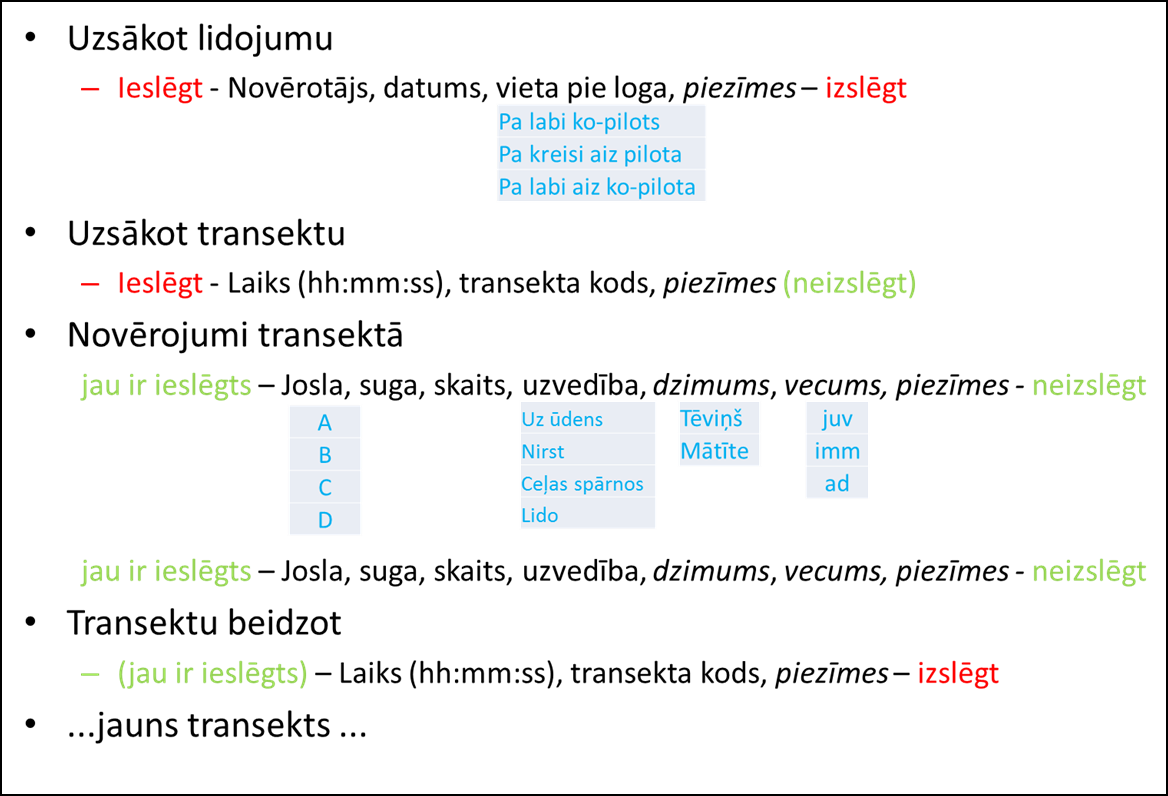 • Uzsākot lidojumu
– Ieslēgt - Novērotājs, datums, vieta pie loga, piezīmes – izslēgt
Pa labi ko-pilots
Pa kreisi aiz pilota
Pa labi aiz ko-pilota
• Uzsākot transektu
– Ieslēgt - Laiks (hh:mm:ss), transekta kods, piezīmes (neizslēgt)
• Novērojumi transektā
jau ir ieslēgts – Josla, suga, skaits, uzvedība, dzimums, vecums, piezīmes - neizslēgt
A Uz ūdens Tēviņš juv
B Nirst Mātīte imm
C Ceļas spārnos ad
D Lido
jau ir ieslēgts – Josla, suga, skaits, uzvedība, dzimums, vecums, piezīmes - neizslēgt
• Transektu beidzot
– (jau ir ieslēgts) – Laiks (hh:mm:ss), transekta kods, piezīmes – izslēgt
• ...jauns transekts ...